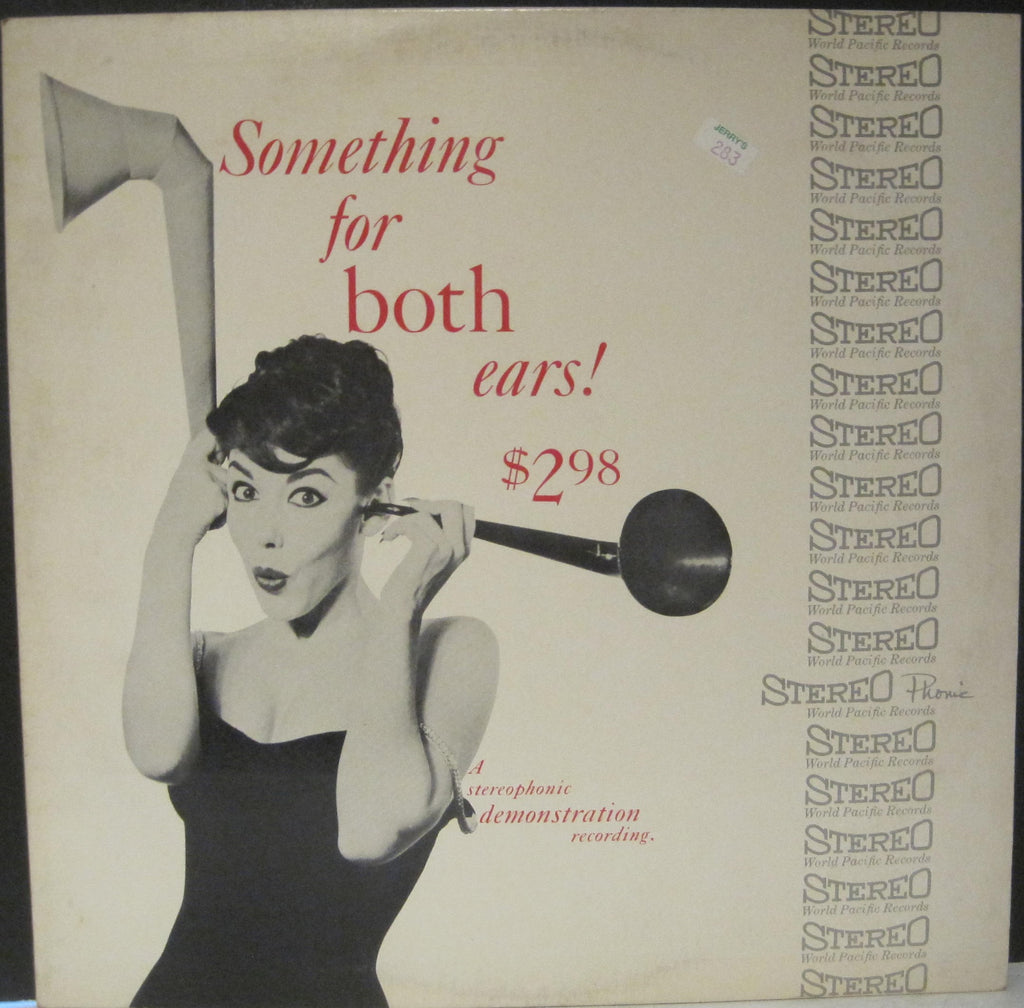 Something
for
both
ears!
$2.98
JERRY'S
283
A
stereophonic
demonstration
recording.
STEREO
World Pacific Records
STEREO
World Pacific Records
STEREO
World Pacific Records
STEREO
World Pacific Records
STEREO
World Pacific Records
STEREO
World Pacific Records
STEREO
World Pacific Records
STEREO
World Pacific Records
STEREO
World Pacific Records
STEREO
World Pacific Records
STEREO
World Pacific Records
STEREO
World Pacific Records
STEREO
World Pacific Records
STEREO Phonic
World Pacific Records
STEREO
World Pacific Records
STEREO
World Pacific Records
STEREO
World Pacific Records
STEREO
World Pacific Records
STEREO
World Pacific Records
STEREO